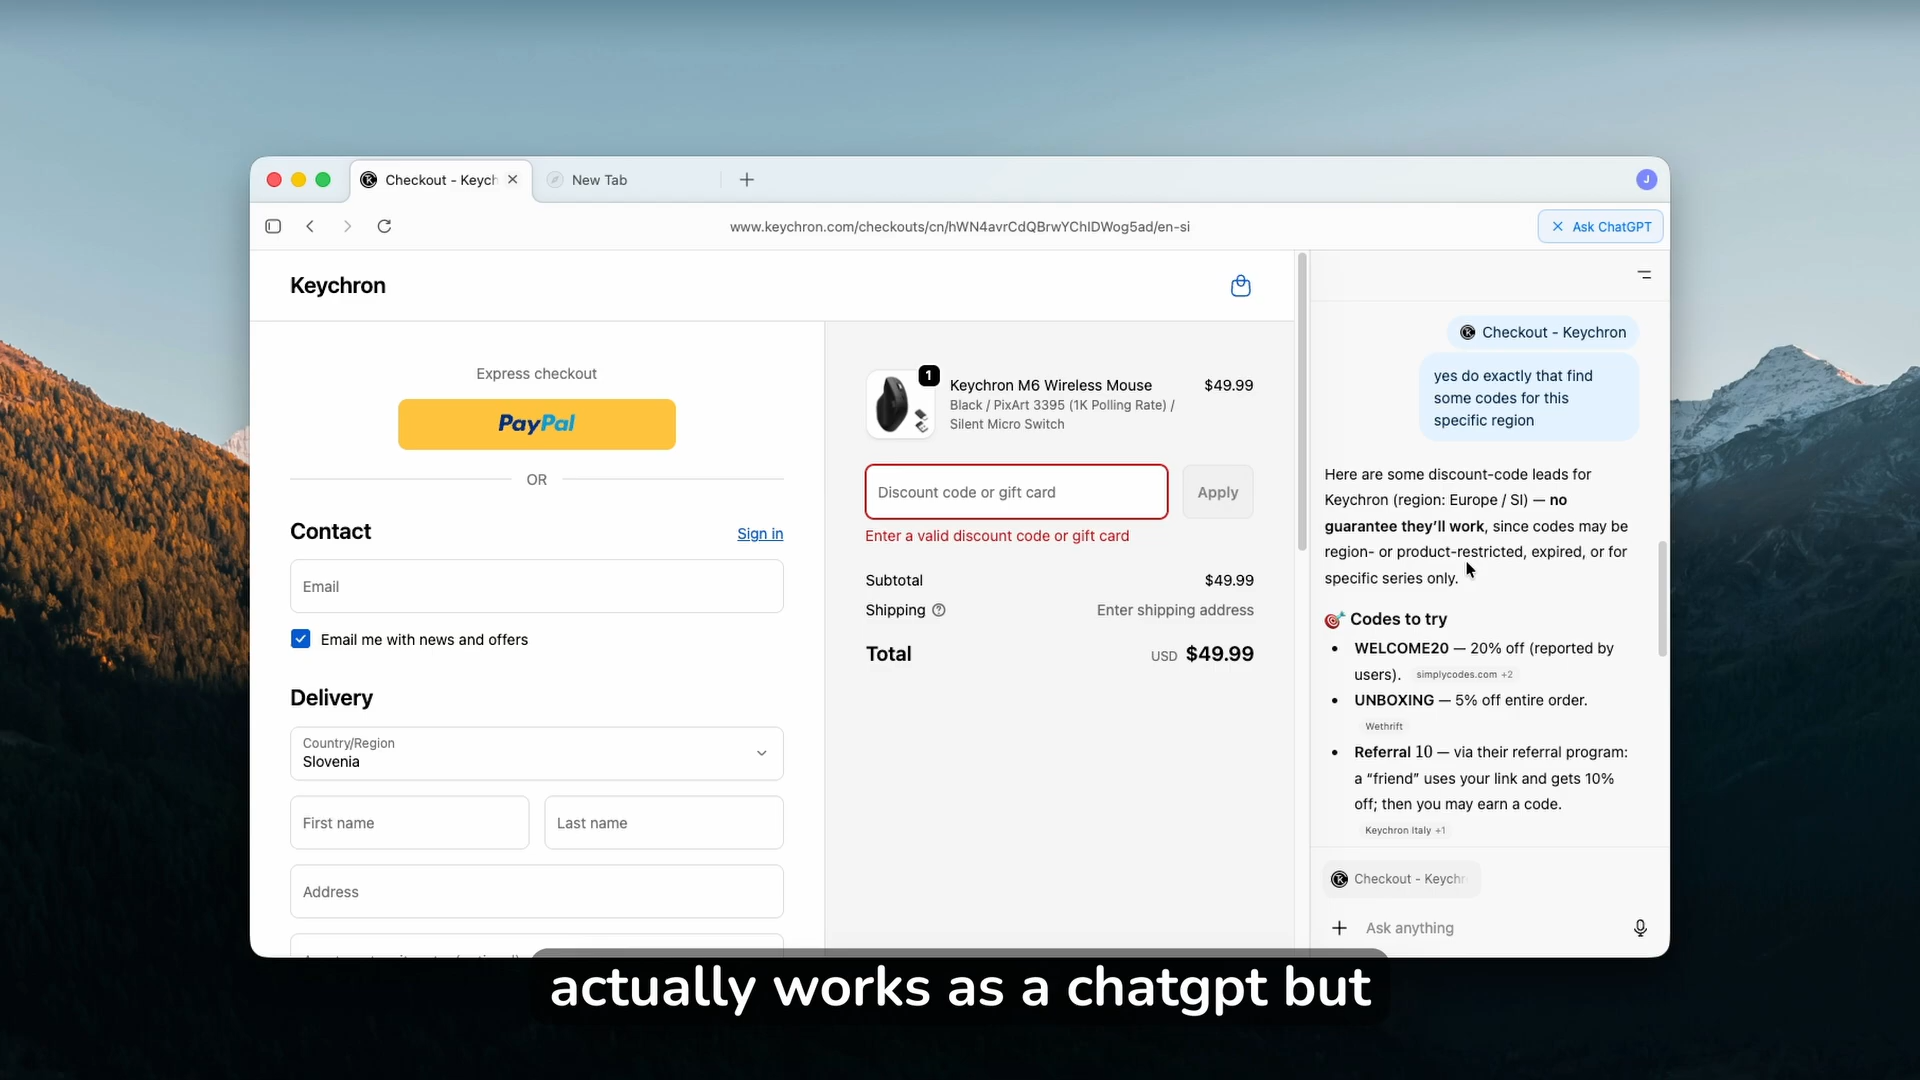 Checkout - Keych
New Tab
J
www.keychron.com/checkouts/cn/hWN4avrCdQBrwYChIDWog5ad/en-si
Ask ChatGPT
Keychron
Express checkout
PayPal
OR
Contact
Sign in
Email
Email me with news and offers
Delivery
Country/Region
Slovenia
First name
Last name
Address
1
Keychron M6 Wireless Mouse
$49.99
Black / PixArt 3395 (1K Polling Rate) /
Silent Micro Switch
Discount code or gift card
Apply
Enter a valid discount code or gift card
Subtotal
$49.99
Shipping
Enter shipping address
Total
USD $49.99
Checkout - Keychron
yes do exactly that find
some codes for this
specific region
Here are some discount-code leads for
Keychron (region: Europe / SI) — no
guarantee they’ll work, since codes may be
region- or product-restricted, expired, or for
specific series only.
🎯 Codes to try
• WELCOME20 — 20% off (reported by
users). simplycodes.com +2
• UNBOXING — 5% off entire order.
Wethrift
• Referral 10 — via their referral program:
a “friend” uses your link and gets 10%
off; then you may earn a code.
Keychron Italy +1
Checkout - Keychr
Ask anything
actually works as a chatgpt but